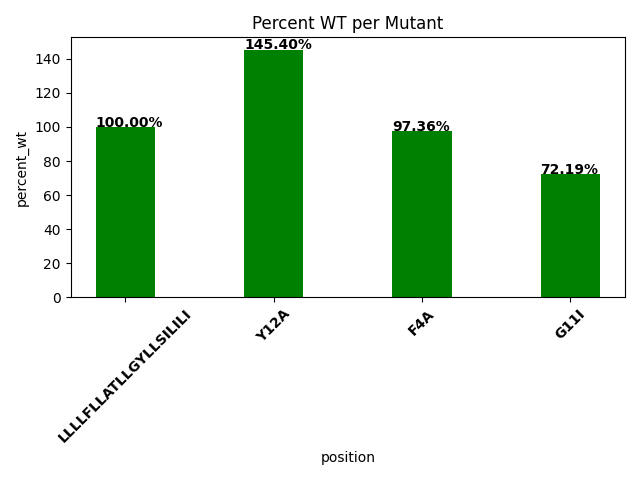 Percent WT per Mutant
percent_wt
140
120
100
80
60
40
20
0
100.00%
145.40%
97.36%
72.19%
LLLLFLLATLLGYLLSILILI
Y12A
F4A
G11I
position